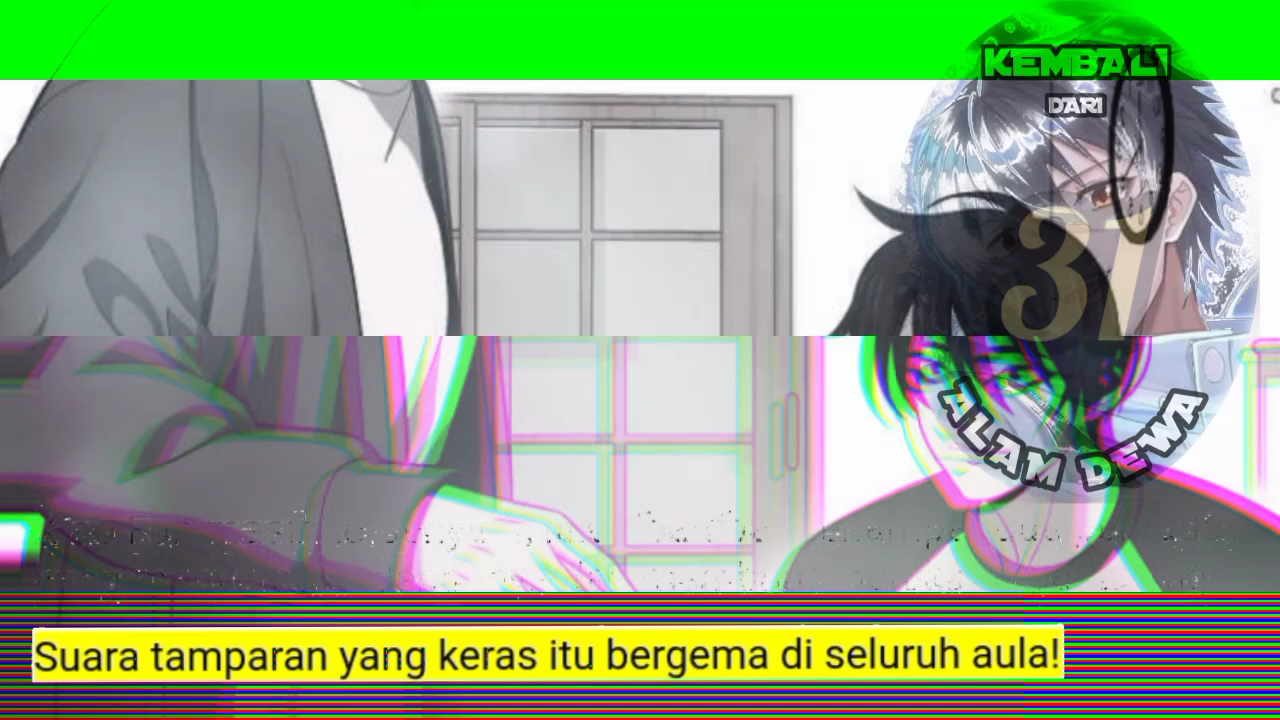 KEMBALI
DARI
37
ALAM DEWA
Suara tamparan yang keras itu bergema di seluruh aula!